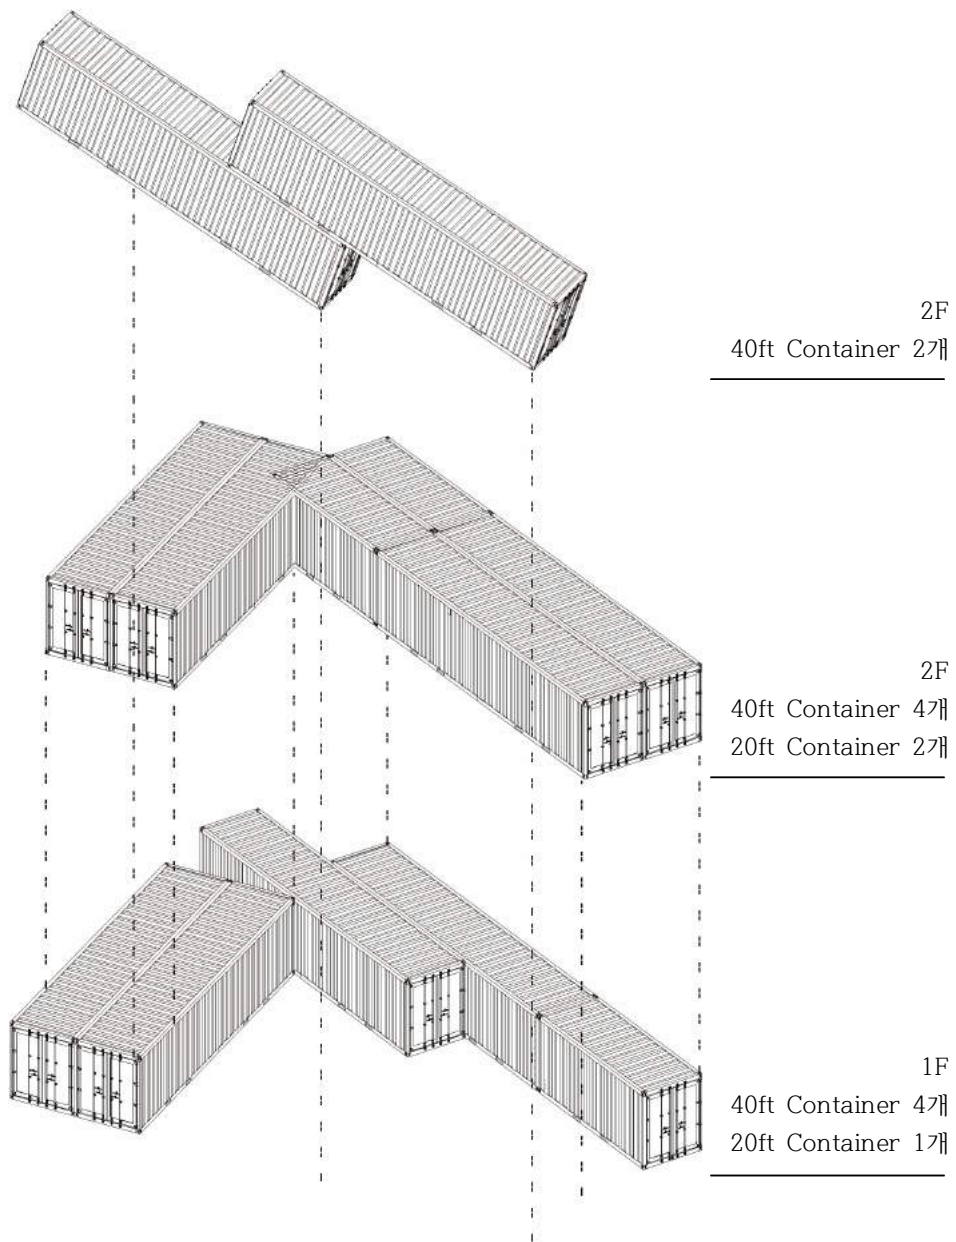 2F
40ft Container 2개
2F
40ft Container 4개
20ft Container 2개
1F
40ft Container 4개
20ft Container 1개